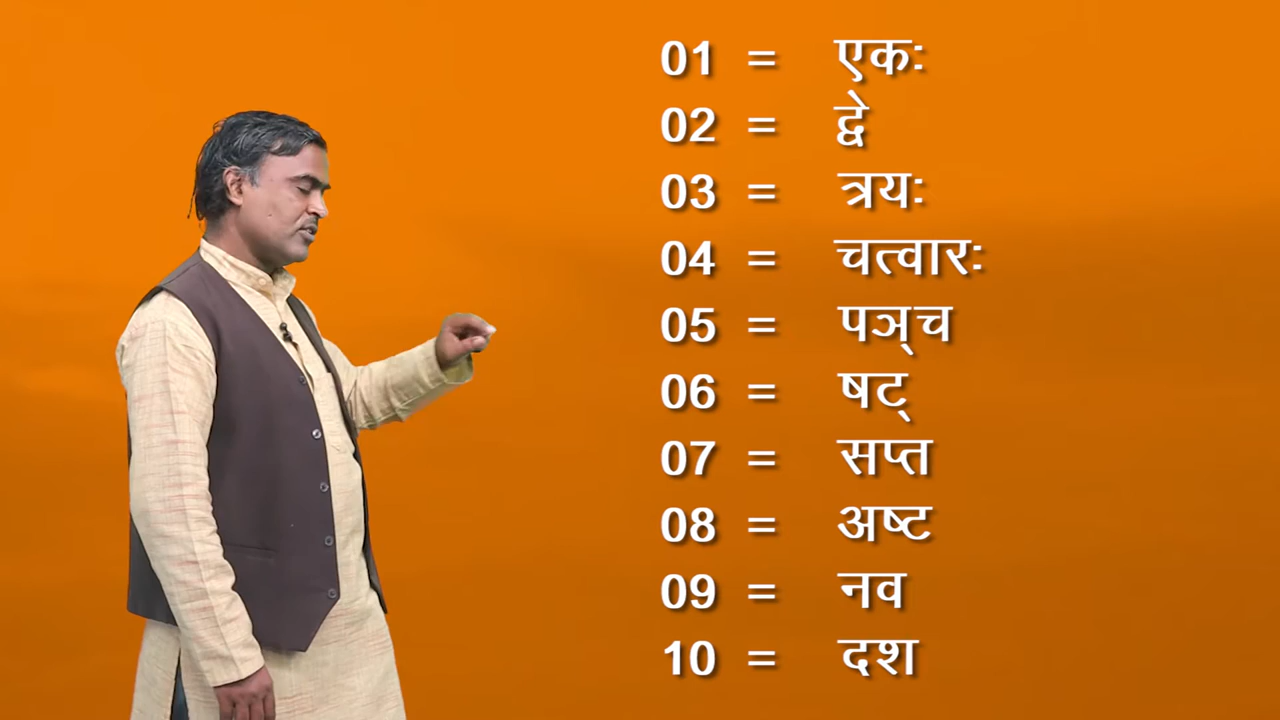 01 = एकः
02 = द्वे
03 = त्रयः
04 = चत्वारः
05 = पञ्च
06 = षट्
07 = सप्त
08 = अष्ट
09 = नव
10 = दश